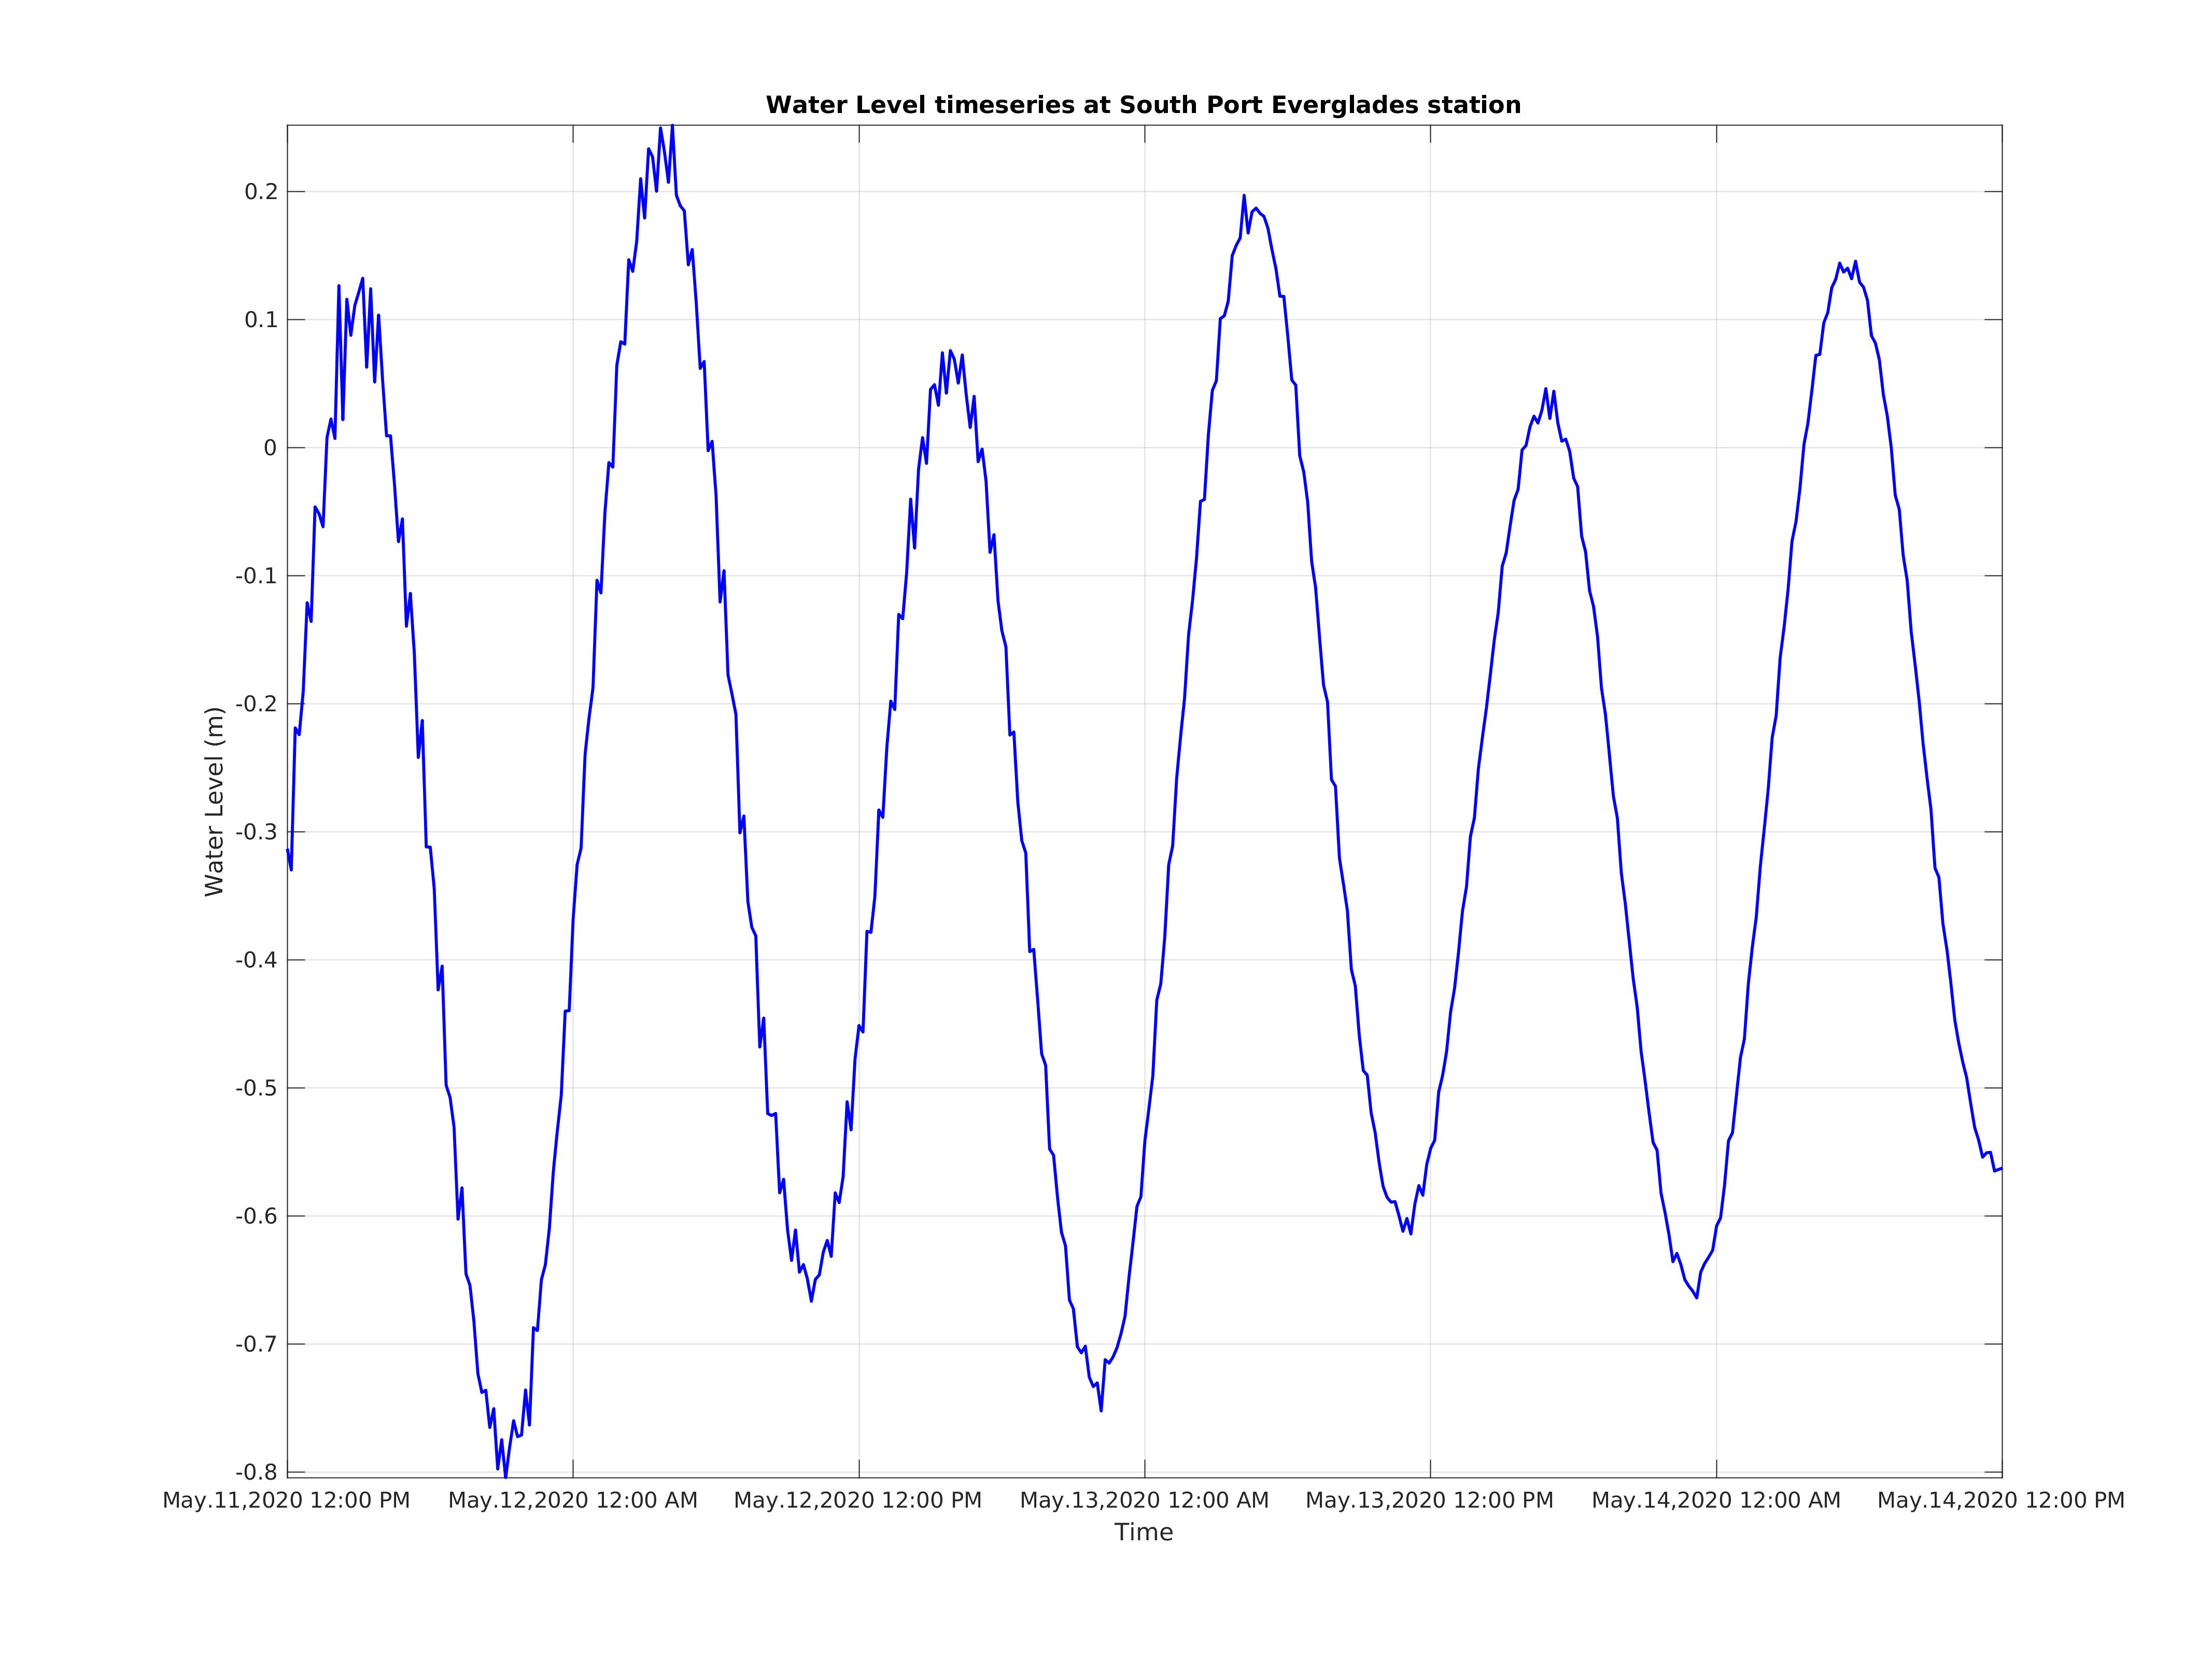 Water Level timeseries at South Port Everglades station
0.2
0.1
0
-0.1
-0.2
-0.3
-0.4
-0.5
-0.6
-0.7
-0.8
Water Level (m)
May.11,2020 12:00 PM May.12,2020 12:00 AM May.12,2020 12:00 PM May.13,2020 12:00 AM May.13,2020 12:00 PM May.14,2020 12:00 AM May.14,2020 12:00 PM
Time